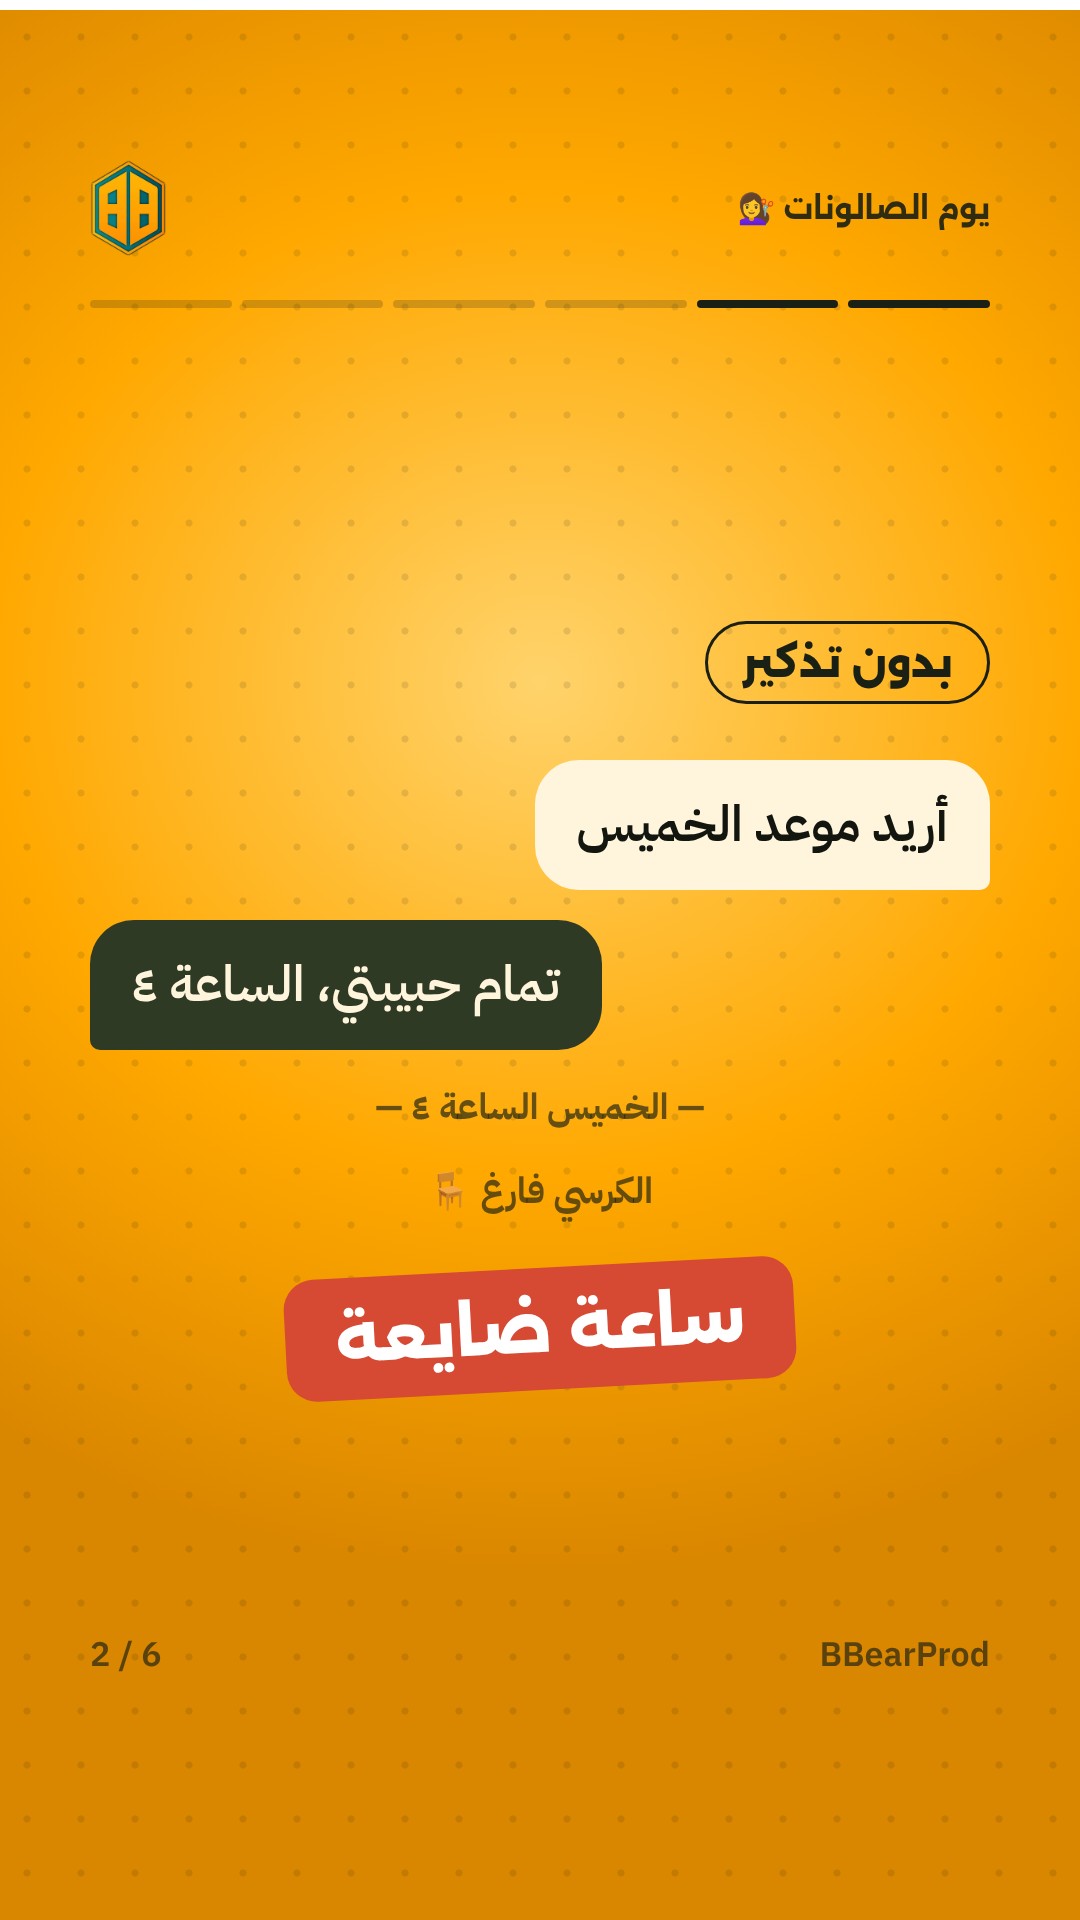 يوم الصالونات 💇‍♀️
بدون تذكير
أريد موعد الخميس
تمام حبيبتي، الساعة ٤
— الخميس الساعة ٤ —
الكرسي فارغ 🪑
ساعة ضايعة
BBearProd
2 / 6